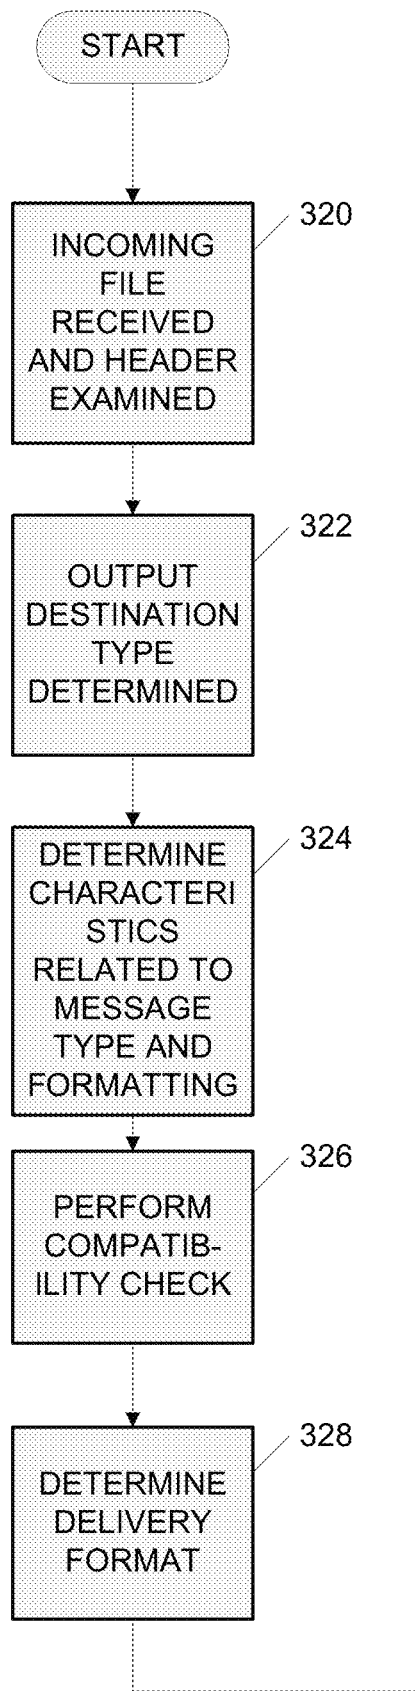 START
320
INCOMING
FILE
RECEIVED
AND HEADER
EXAMINED
322
OUTPUT
DESTINATION
TYPE
DETERMINED
324
DETERMINE
CHARACTERI
STICS
RELATED TO
MESSAGE
TYPE AND
FORMATTING
326
PERFORM
COMPATIB-
ILITY CHECK
328
DETERMINE
DELIVERY
FORMAT